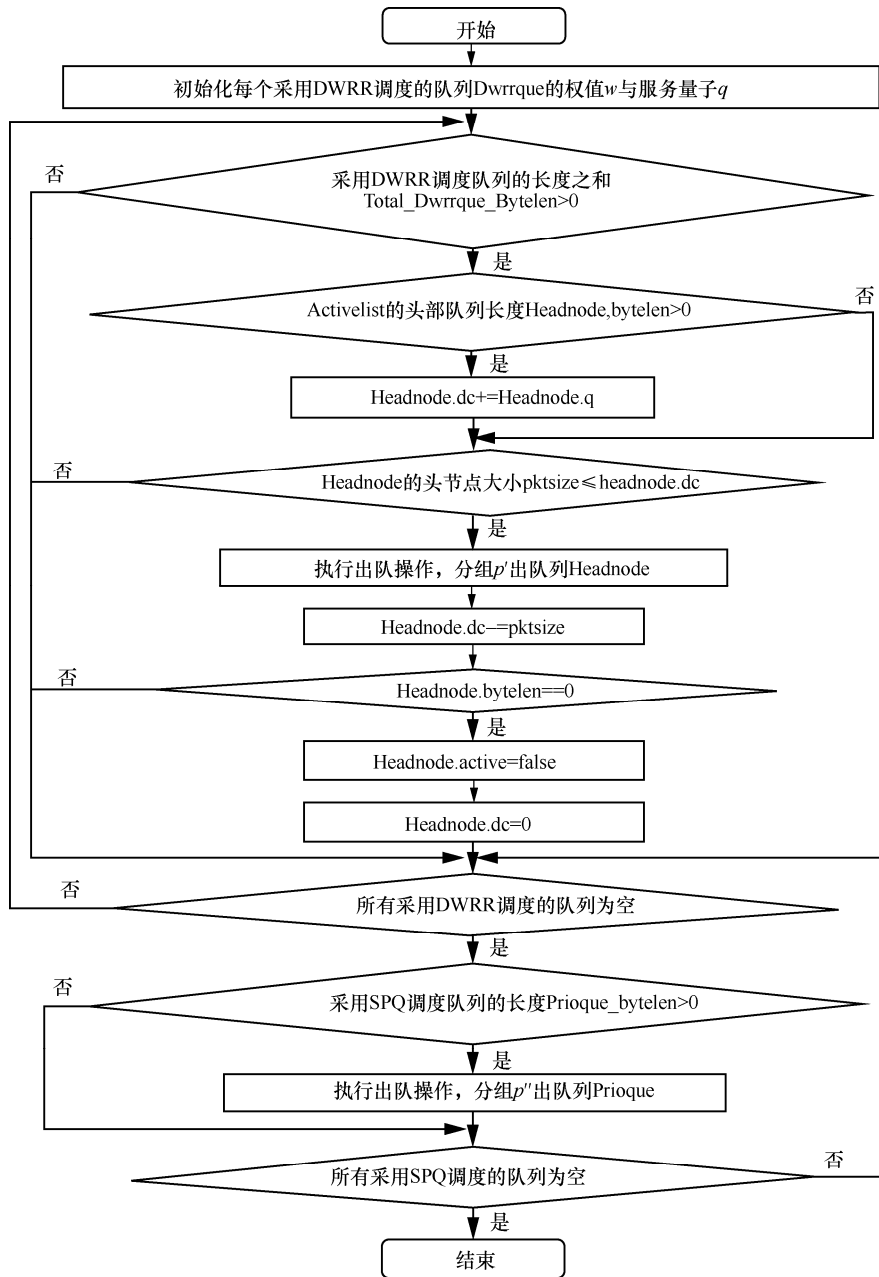 开始
初始化每个采用DWRR调度的队列Dwrrque的权值w与服务量子q
否
采用DWRR调度队列的长度之和
Total_Dwrrque_Bytelen>0
是
Activelist的头部队列长度Headnode,bytelen>0
否
是
Headnode.dc+=Headnode.q
否
Headnode的头节点大小pktsize≤headnode.dc
是
执行出队操作，分组p′出队列Headnode
Headnode.dc–=pktsize
否
Headnode.bytelen==0
是
Headnode.active=false
Headnode.dc=0
否
所有采用DWRR调度的队列为空
是
否
采用SPQ调度队列的长度Prioque_bytelen>0
是
执行出队操作，分组p″出队列Prioque
所有采用SPQ调度的队列为空
否
是
结束